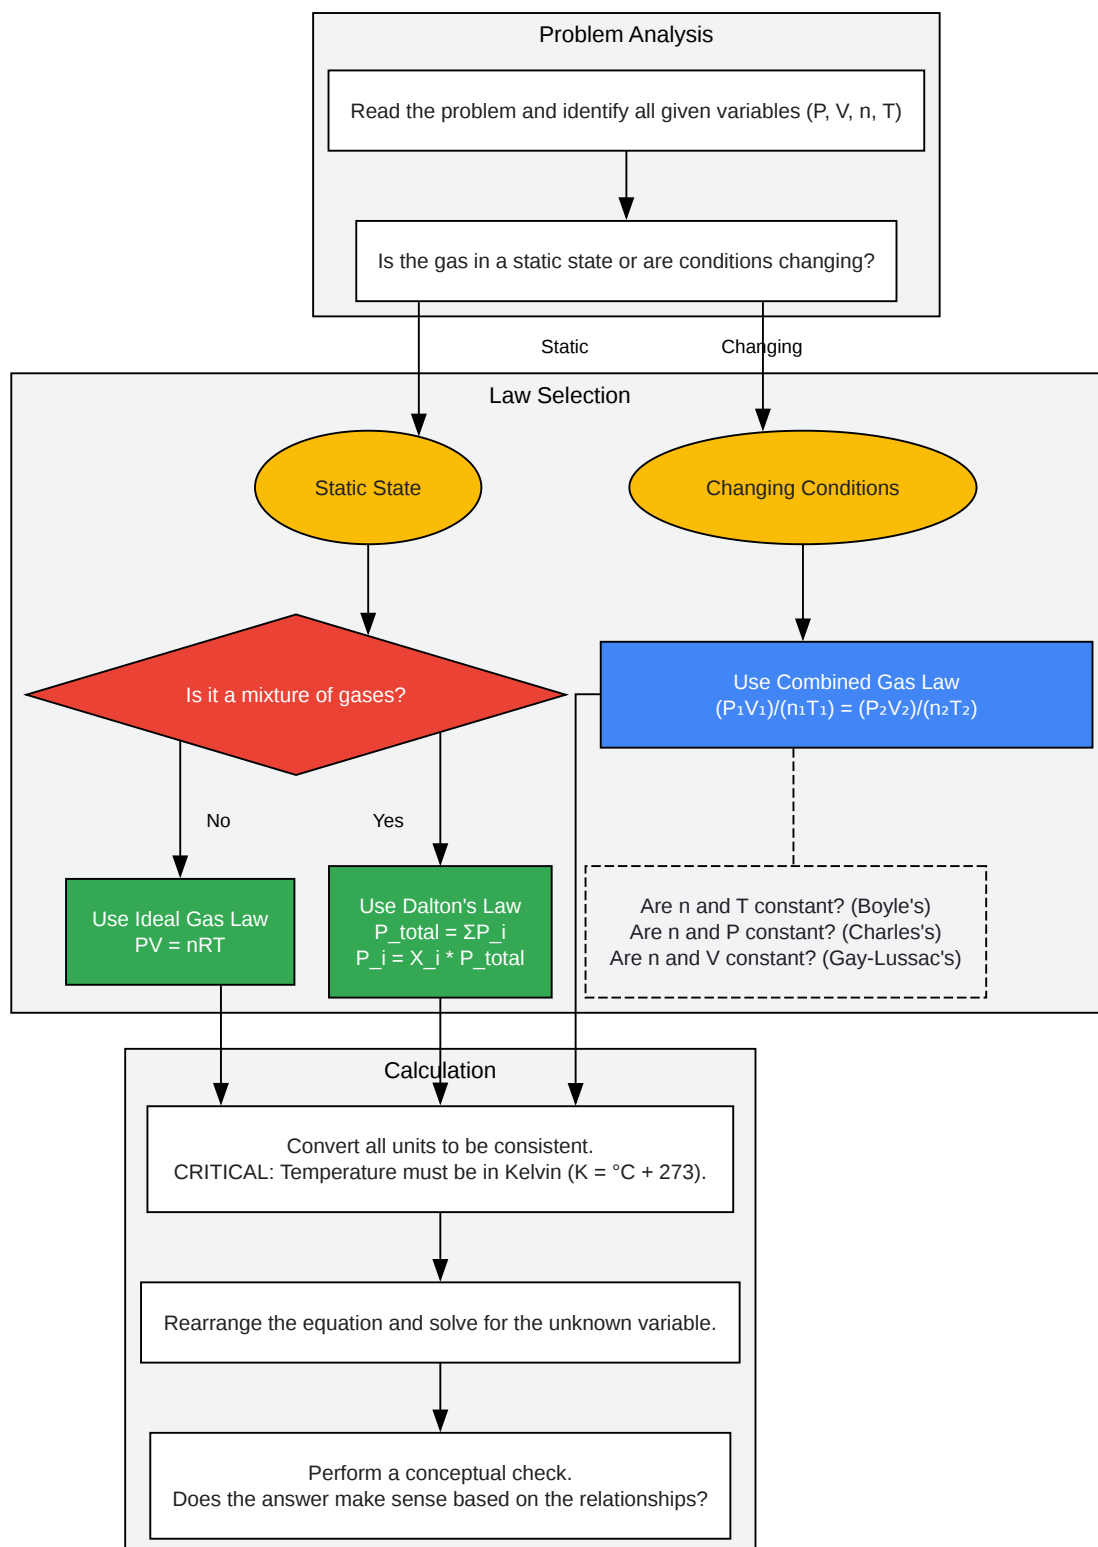 Problem Analysis
Read the problem and identify all given variables (P, V, n, T)
Is the gas in a static state or are conditions changing?
Static
Changing
Law Selection
Static State
Changing Conditions
Is it a mixture of gases?
Use Combined Gas Law
(P₁V₁)/(n₁T₁) = (P₂V₂)/(n₂T₂)
No
Yes
Use Ideal Gas Law
PV = nRT
Use Dalton's Law
P_total = ΣP_i
P_i = X_i * P_total
Are n and T constant? (Boyle's)
Are n and P constant? (Charles's)
Are n and V constant? (Gay-Lussac's)
Calculation
Convert all units to be consistent.
CRITICAL: Temperature must be in Kelvin (K = °C + 273).
Rearrange the equation and solve for the unknown variable.
Perform a conceptual check.
Does the answer make sense based on the relationships?